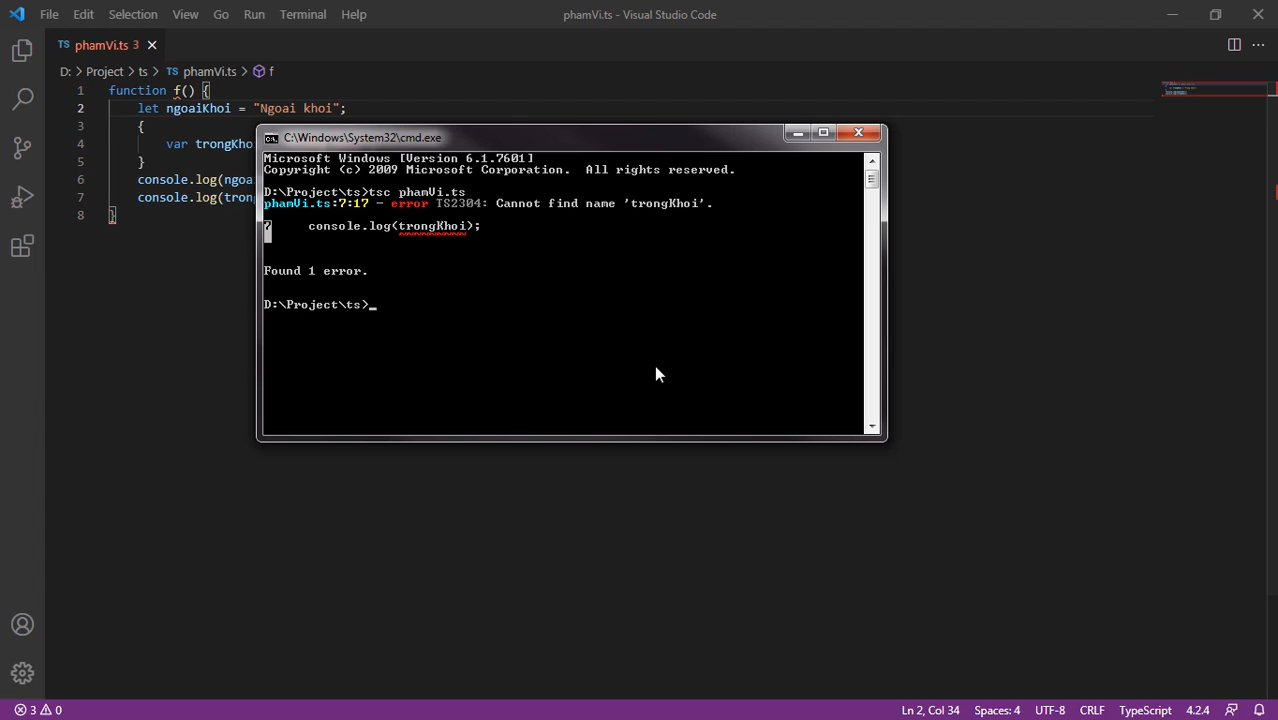 File Edit Selection View Go Run Terminal Help
phamVi.ts - Visual Studio Code
TS phamVi.ts 3
D: > Project > ts > TS phamVi.ts > f
1 function f() {
2 let ngoaiKhoi = "Ngoai khoi";
3 {
4 var trongKho
5 }
6 console.log(ngoa
7 console.log(tron
8 }
C:\Windows\System32\cmd.exe
Microsoft Windows [Version 6.1.7601]
Copyright (c) 2009 Microsoft Corporation. All rights reserved.
D:\Project\ts>tsc phamVi.ts
phamVi.ts:7:17 - error TS2304: Cannot find name 'trongKhoi'.
7 console.log(trongKhoi);
Found 1 error.
D:\Project\ts>_
3 0
Ln 2, Col 34 Spaces: 4 UTF-8 CRLF TypeScript 4.2.4